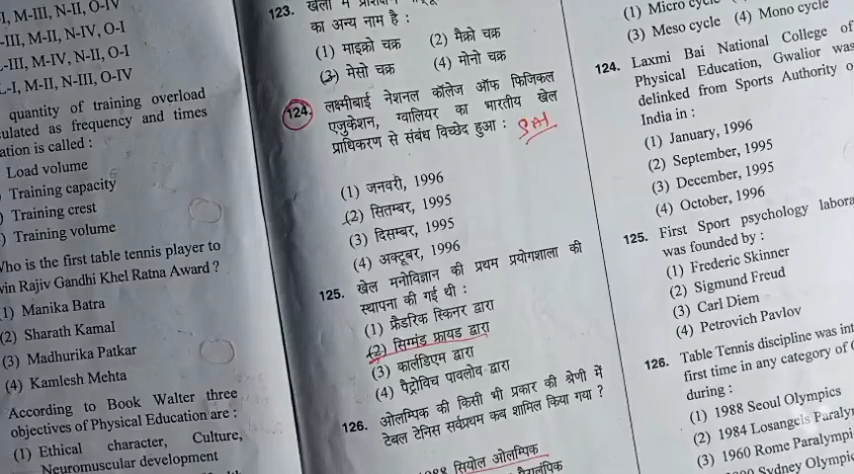 I, M-III, N-II, O-IV
-III, M-II, N-IV, O-I
-III, M-IV, N-II, O-I
-I, M-II, N-III, O-IV
quantity of training overload
ulated as frequency and times
ation is called :
Load volume
Training capacity
Training crest
Training volume
Who is the first table tennis player to
vin Rajiv Gandhi Khel Ratna Award ?
(1) Manika Batra
(2) Sharath Kamal
(3) Madhurika Patkar
(4) Kamlesh Mehta
According to Book Walter three
objectives of Physical Education are :
(1) Ethical character, Culture,
Neuromuscular development
123. खेलों में
का अन्य नाम है :
(1) माइक्रो चक्र (2) मैक्रो चक्र
(3) मेसो चक्र (4) मोनो चक्र
124. लक्ष्मीबाई नेशनल कॉलेज ऑफ फिजिकल
एजुकेशन, ग्वालियर का भारतीय खेल
प्राधिकरण से संबंध विच्छेद हुआ : SAI
(1) जनवरी, 1996
(2) सितम्बर, 1995
(3) दिसम्बर, 1995
(4) अक्टूबर, 1996
125. खेल मनोविज्ञान की प्रथम प्रयोगशाला की
स्थापना की गई थी :
(1) फ्रैडरिक स्किनर द्वारा
(2) सिग्मंड फ्रायड द्वारा
(3) कार्लडिएम द्वारा
(4) पैट्रोविच पावलोव द्वारा
126. ओलम्पिक की किसी भी प्रकार की श्रेणी में
टेबल टेनिस सर्वप्रथम कब शामिल किया गया ?
988 सियोल ओलम्पिक
पैरालंपिक
(1) Micro cycle
(3) Meso cycle (4) Mono cycle
124. Laxmi Bai National College of
Physical Education, Gwalior was
delinked from Sports Authority o
India in :
(1) January, 1996
(2) September, 1995
(3) December, 1995
(4) October, 1996
125. First Sport psychology labora
was founded by :
(1) Frederic Skinner
(2) Sigmund Freud
(3) Carl Diem
(4) Petrovich Pavlov
126. Table Tennis discipline was int
first time in any category of
during :
(1) 1988 Seoul Olympics
(2) 1984 Losangels Paraly
(3) 1960 Rome Paralympi
Sydney Olympic